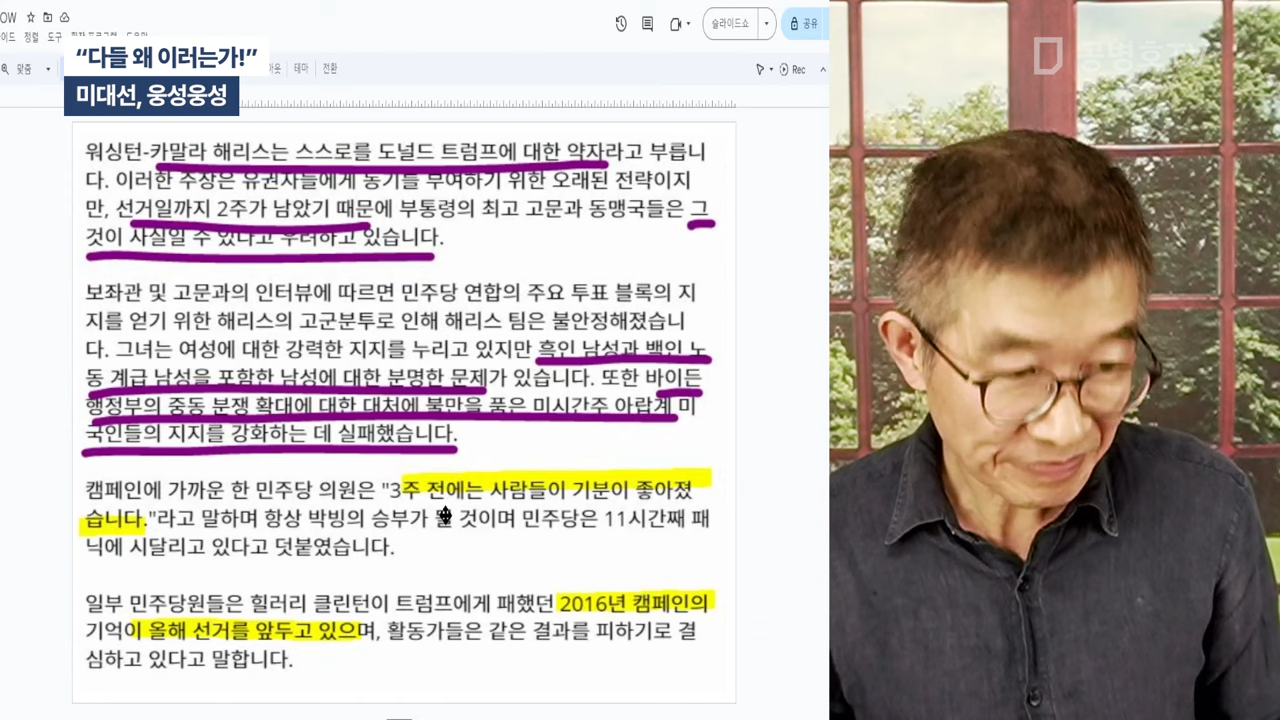 OW
슬라이드쇼
공유
이드 정렬 도구
맞춤
아웃 테마 전환
Rec
“다들 왜 이러는가!”
미대선, 웅성웅성
공병호TV
워싱턴-카말라 해리스는 스스로를 도널드 트럼프에 대한 약자라고 부릅니
다. 이러한 주장은 유권자들에게 동기를 부여하기 위한 오래된 전략이지
만, 선거일까지 2주가 남았기 때문에 부통령의 최고 고문과 동맹국들은 그
것이 사실일 수 있다고 우려하고 있습니다.
보좌관 및 고문과의 인터뷰에 따르면 민주당 연합의 주요 투표 블록의 지
지를 얻기 위한 해리스의 고군분투로 인해 해리스 팀은 불안정해졌습니
다. 그녀는 여성에 대한 강력한 지지를 누리고 있지만 흑인 남성과 백인 노
동 계급 남성을 포함한 남성에 대한 분명한 문제가 있습니다. 또한 바이든
행정부의 중동 분쟁 확대에 대한 대처에 불만을 품은 미시간주 아랍계 미
국인들의 지지를 강화하는 데 실패했습니다.
캠페인에 가까운 한 민주당 의원은 "3주 전에는 사람들이 기분이 좋아졌
습니다."라고 말하며 항상 박빙의 승부가 될 것이며 민주당은 11시간째 패
닉에 시달리고 있다고 덧붙였습니다.
일부 민주당원들은 힐러리 클린턴이 트럼프에게 패했던 2016년 캠페인의
기억이 올해 선거를 앞두고 있으며, 활동가들은 같은 결과를 피하기로 결
심하고 있다고 말합니다.